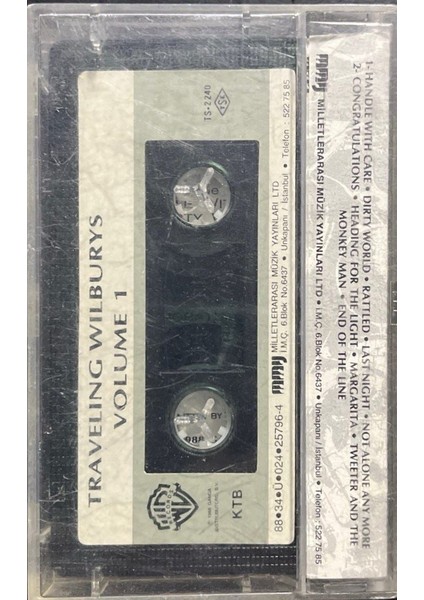 TRAVELING WILBURYS
VOLUME 1
TS-2240
TSE
MİLLETLERARASI MÜZİK YAYINLARI LTD
İ.M.Ç. 6.Blok No.6437 • Unkapanı / İstanbul • Telefon : 522 75 85
88•34•Ü•024•25796-4
KTB
1- HANDLE WITH CARE • DIRTY WORLD • RATTLED • LAST NIGHT • NOT ALONE ANY MORE
2- CONGRATULATIONS • HEADING FOR THE LIGHT • MARGARITA • TWEETER AND THE
MONKEY MAN • END OF THE LINE
MİLLETLERARASI MÜZİK YAYINLARI LTD • İ.M.Ç. 6.Blok No.6437 • Unkapanı / İstanbul • Telefon : 522 75 85